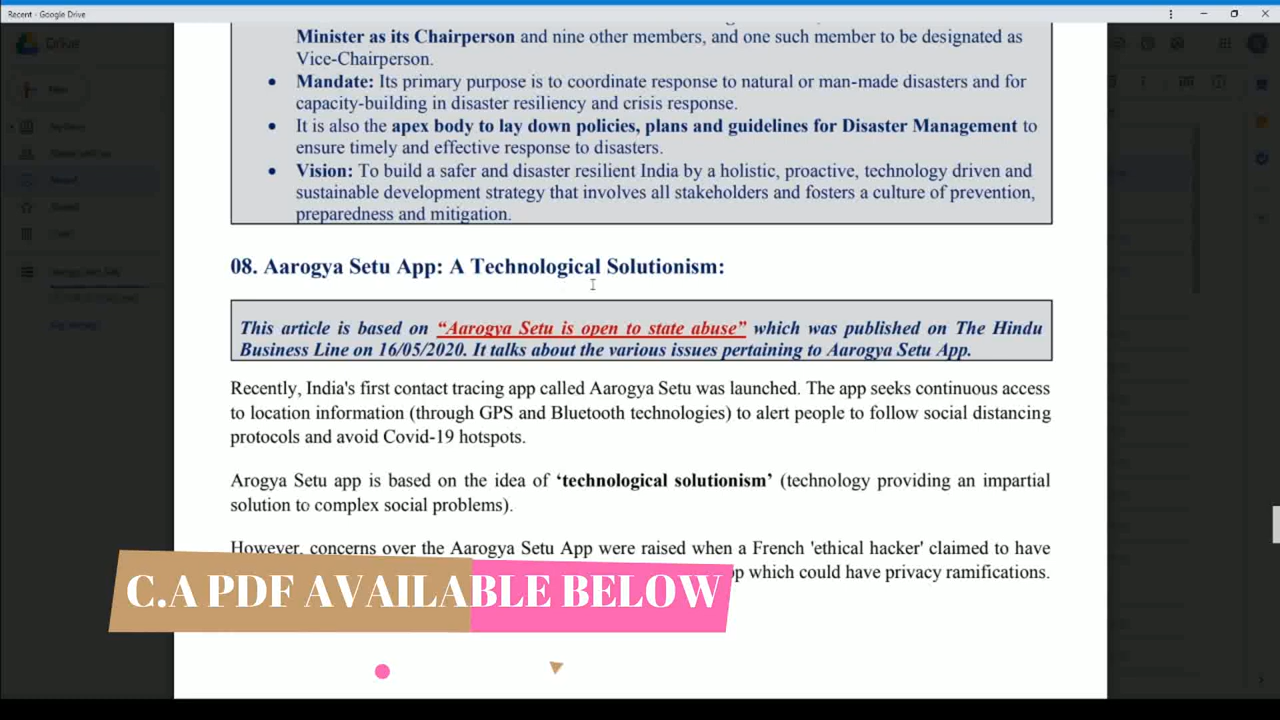 Recent - Google Drive
Drive
Minister as its Chairperson and nine other members, and one such member to be designated as
Vice-Chairperson.
• Mandate: Its primary purpose is to coordinate response to natural or man-made disasters and for
capacity-building in disaster resiliency and crisis response.
• It is also the apex body to lay down policies, plans and guidelines for Disaster Management to
ensure timely and effective response to disasters.
• Vision: To build a safer and disaster resilient India by a holistic, proactive, technology driven and
sustainable development strategy that involves all stakeholders and fosters a culture of prevention,
preparedness and mitigation.
08. Aarogya Setu App: A Technological Solutionism:
This article is based on “Aarogya Setu is open to state abuse” which was published on The Hindu
Business Line on 16/05/2020. It talks about the various issues pertaining to Aarogya Setu App.
Recently, India's first contact tracing app called Aarogya Setu was launched. The app seeks continuous access
to location information (through GPS and Bluetooth technologies) to alert people to follow social distancing
protocols and avoid Covid-19 hotspots.
Arogya Setu app is based on the idea of ‘technological solutionism’ (technology providing an impartial
solution to complex social problems).
However, concerns over the Aarogya Setu App were raised when a French 'ethical hacker' claimed to have
which could have privacy ramifications.
C.A PDF AVAILABLE BELOW